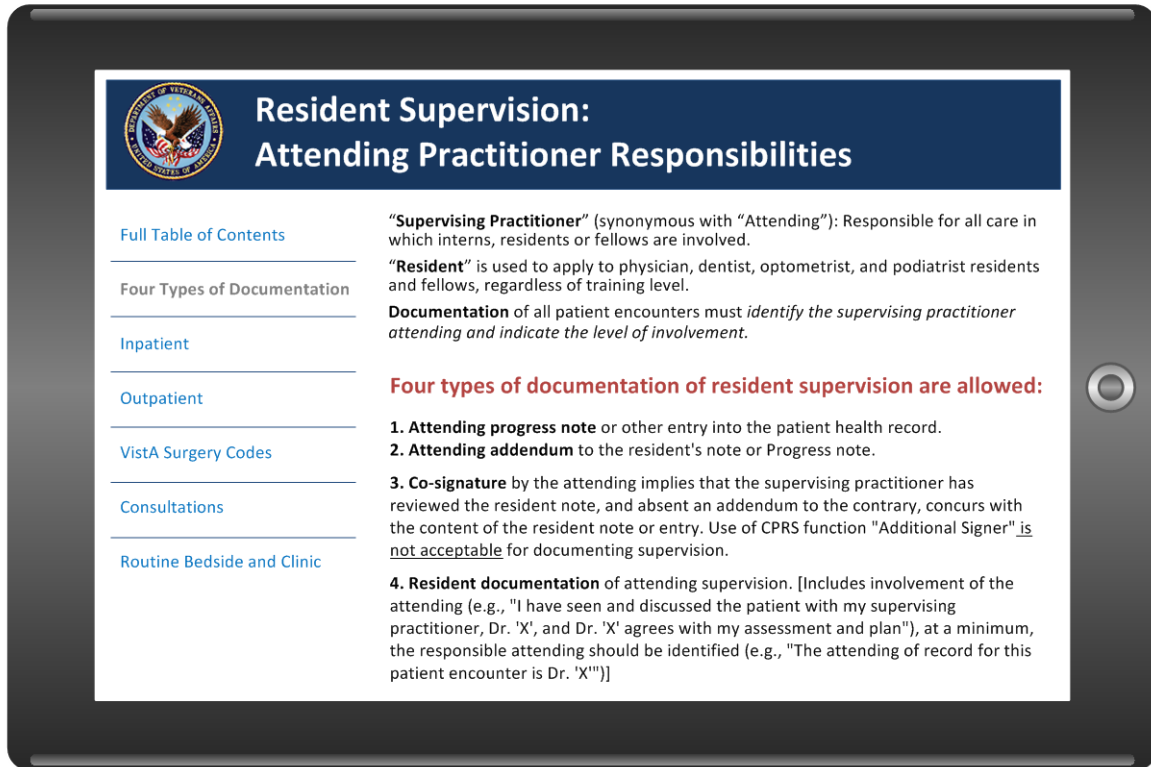 DEPARTMENT OF VETERANS AFFAIRS
UNITED STATES OF AMERICA
Resident Supervision:
Attending Practitioner Responsibilities
Full Table of Contents
Four Types of Documentation
Inpatient
Outpatient
VistA Surgery Codes
Consultations
Routine Bedside and Clinic
“Supervising Practitioner” (synonymous with “Attending”): Responsible for all care in
which interns, residents or fellows are involved.
“Resident” is used to apply to physician, dentist, optometrist, and podiatrist residents
and fellows, regardless of training level.
Documentation of all patient encounters must identify the supervising practitioner
attending and indicate the level of involvement.
Four types of documentation of resident supervision are allowed:
1. Attending progress note or other entry into the patient health record.
2. Attending addendum to the resident's note or Progress note.
3. Co-signature by the attending implies that the supervising practitioner has
reviewed the resident note, and absent an addendum to the contrary, concurs with
the content of the resident note or entry. Use of CPRS function "Additional Signer" is
not acceptable for documenting supervision.
4. Resident documentation of attending supervision. [Includes involvement of the
attending (e.g., "I have seen and discussed the patient with my supervising
practitioner, Dr. 'X', and Dr. 'X' agrees with my assessment and plan"), at a minimum,
the responsible attending should be identified (e.g., "The attending of record for this
patient encounter is Dr. 'X'")]